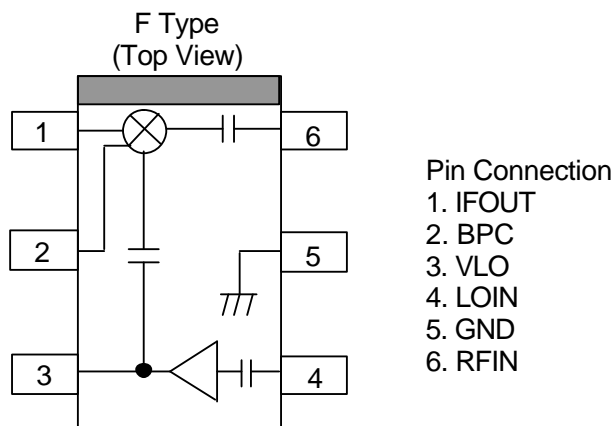 F Type
(Top View)
1
6
2
5
3
4
Pin Connection
1. IFOUT
2. BPC
3. VLO
4. LOIN
5. GND
6. RFIN